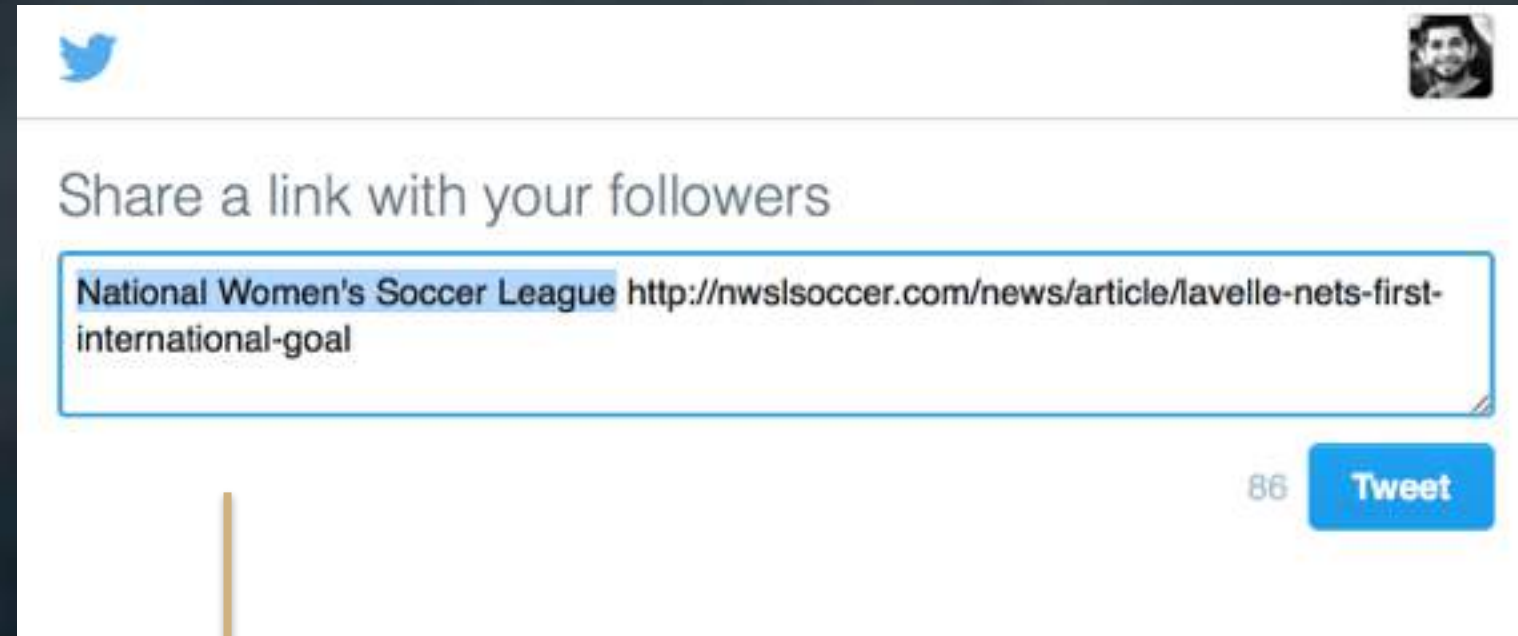 Share a link with your followers
National Women's Soccer League http://nwslsoccer.com/news/article/lavelle-nets-first-
international-goal
86 Tweet